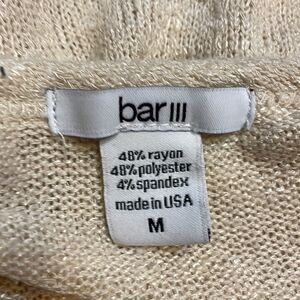 bar III
48% rayon
48% polyester
4% spandex
made in USA
M